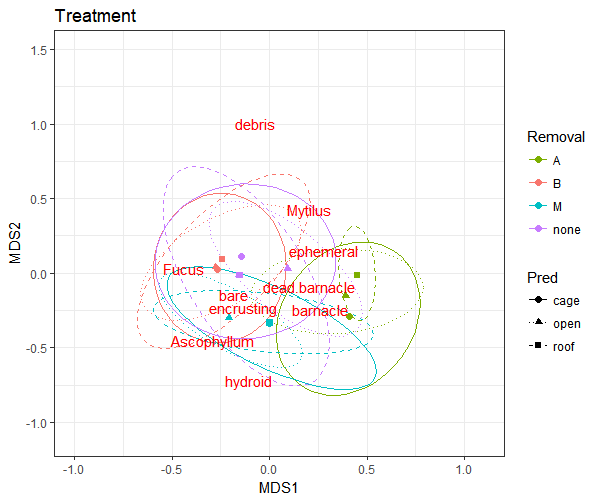 Treatment
MDS2
1.5
1.0
0.5
0.0
-0.5
-1.0
debris
Mytilus
ephemeral
Fucus
dead.barnacle
bare
encrusting
barnacle
Ascophyllum
hydroid
-1.0
-0.5
0.0
0.5
1.0
MDS1
Removal
A
B
M
none
Pred
cage
open
roof